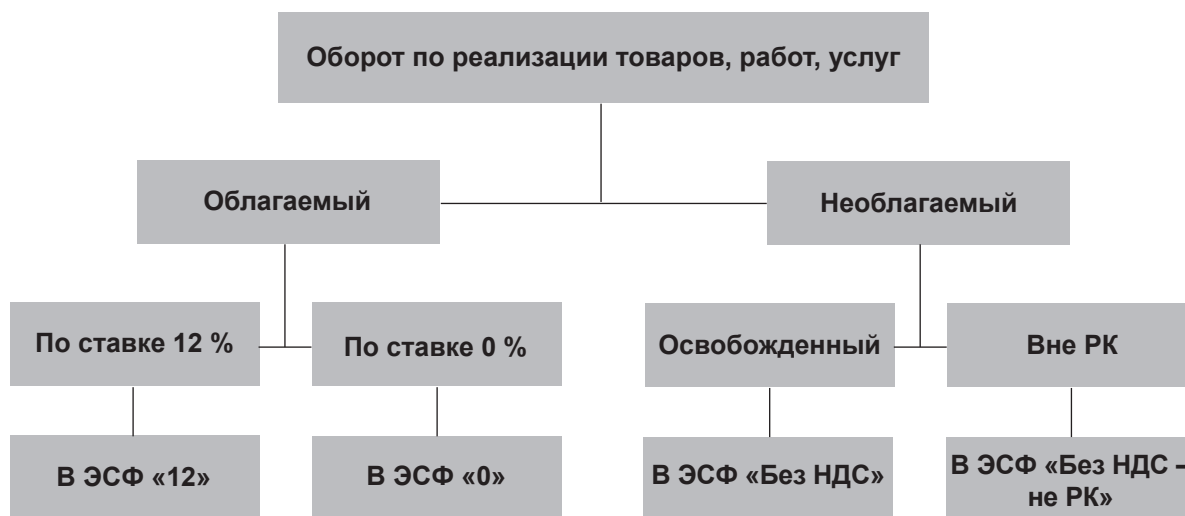 Оборот по реализации товаров, работ, услуг
Облагаемый
Необлагаемый
По ставке 12 %
По ставке 0 %
Освобожденный
Вне РК
В ЭСФ «12»
В ЭСФ «0»
В ЭСФ «Без НДС»
В ЭСФ «Без НДС –
не РК»